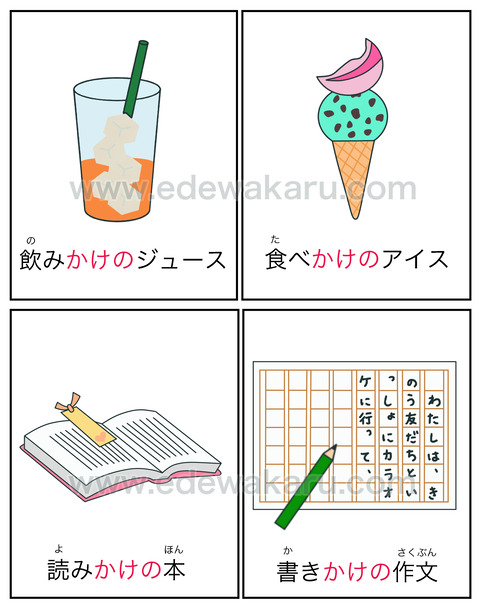 www.edewakaru.com
の
飲みかけのジュース
た
食べかけのアイス
わたしは、き
のう友だちとい
っしょにカラオ
ケに行って、
www.edewakaru.com
よ ほん
読みかけの本
か さくぶん
書きかけの作文